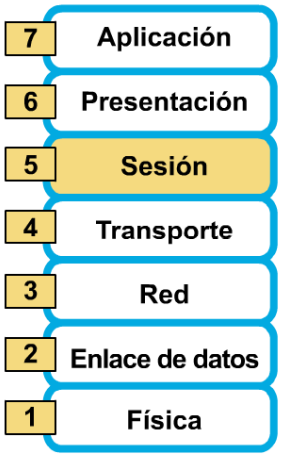 7 Aplicación
6 Presentación
5 Sesión
4 Transporte
3 Red
2 Enlace de datos
1 Física